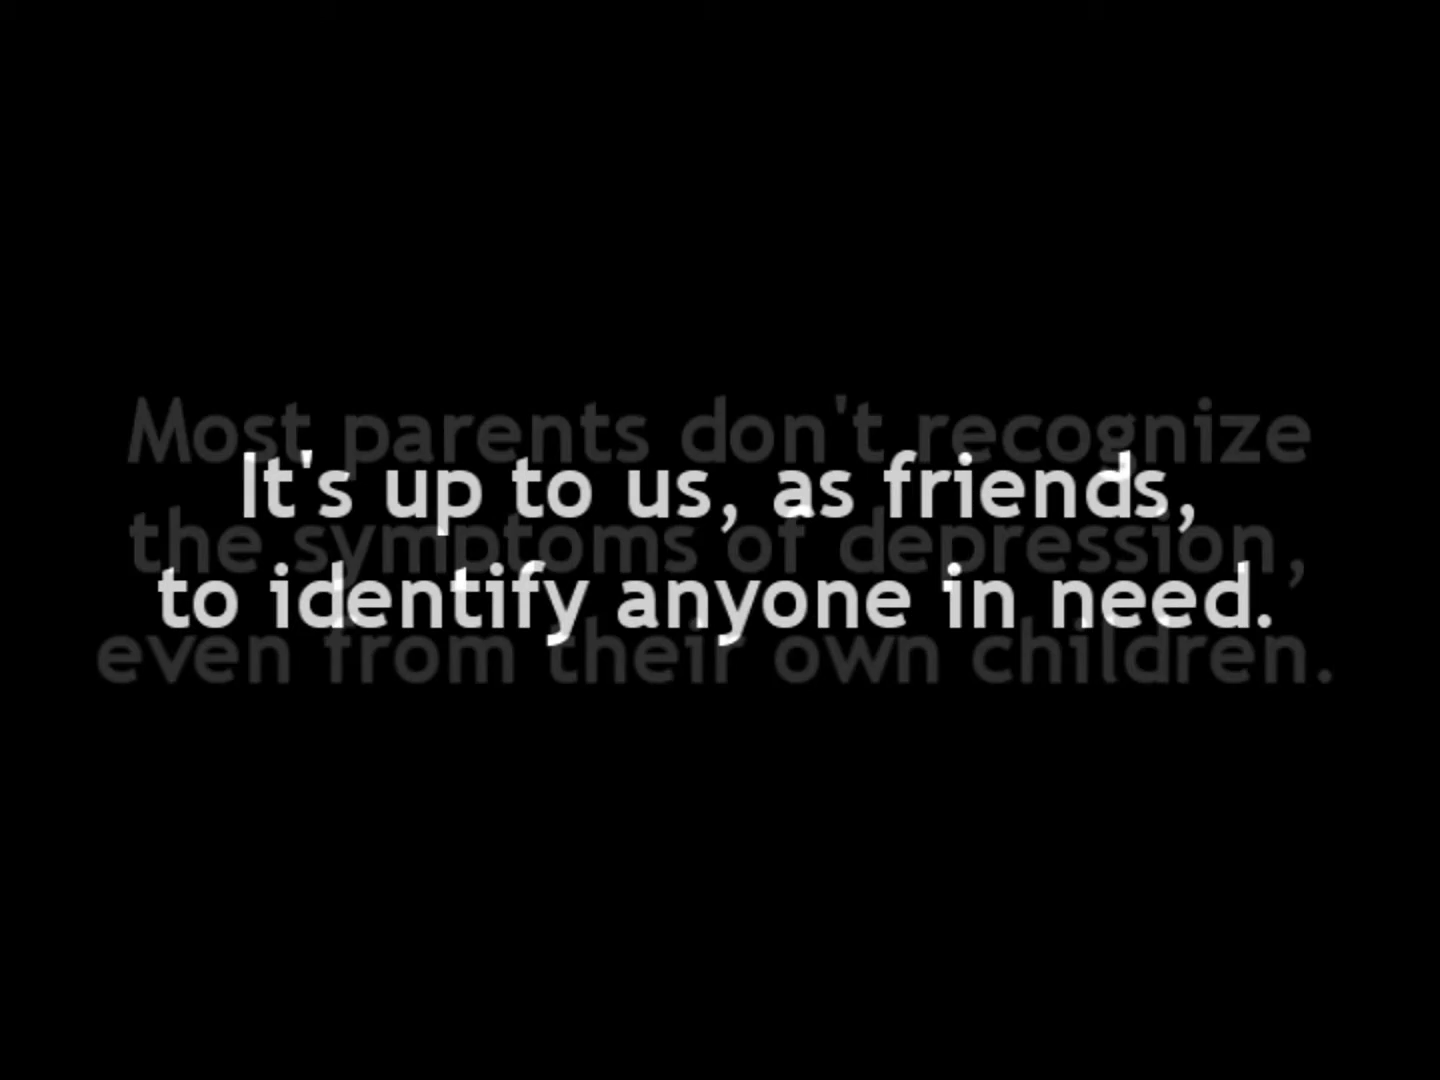 Most parents don't recognize
the symptoms of depression,
even from their own children.
It's up to us, as friends,
to identify anyone in need.